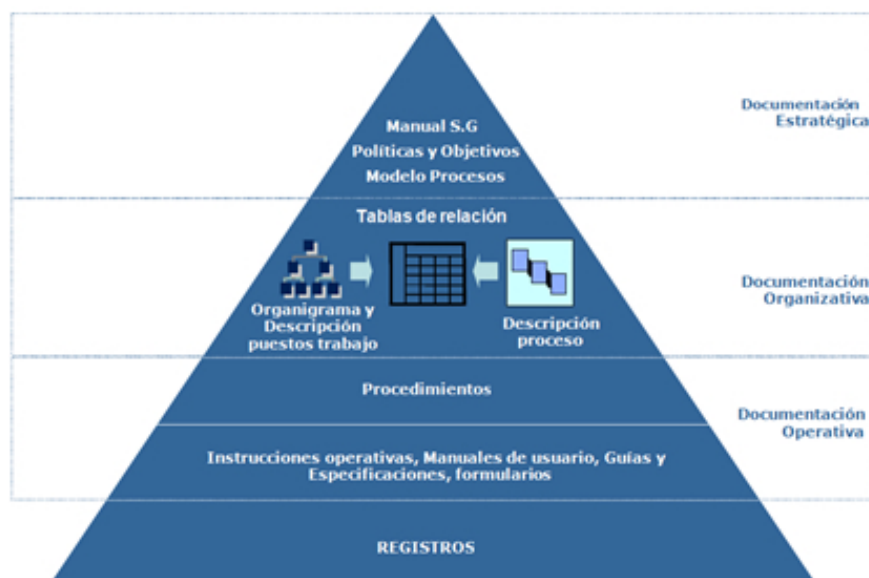 Manual S.G
Políticas y Objetivos
Modelo Procesos
Documentación
Estratégica
Tablas de relación
Organigrama y
Descripción
puestos trabajo
Descripción
proceso
Documentación
Organizativa
Procedimientos
Instrucciones operativas, Manuales de usuario, Guías y
Especificaciones, formularios
Documentación
Operativa
REGISTROS